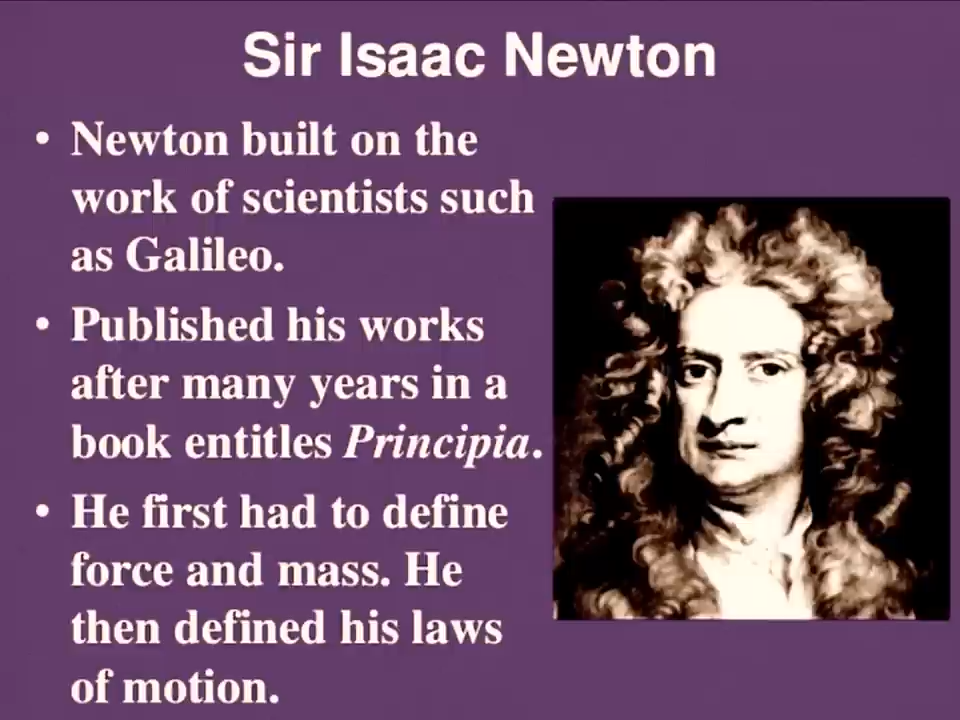 Sir Isaac Newton
• Newton built on the
work of scientists such
as Galileo.
• Published his works
after many years in a
book entitles Principia.
• He first had to define
force and mass. He
then defined his laws
of motion.